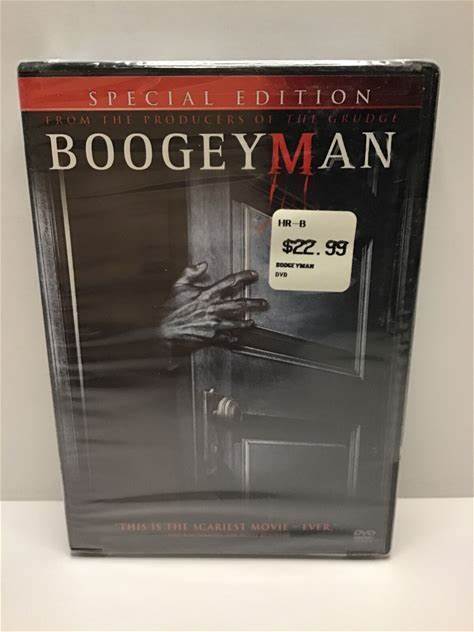 SPECIAL EDITION
FROM THE PRODUCERS OF THE GRUDGE
BOOGEYMAN
HR-B
$22.99
BOOGEYMAN
DVD
"THIS IS THE SCARIEST MOVIE - EVER."
DVD